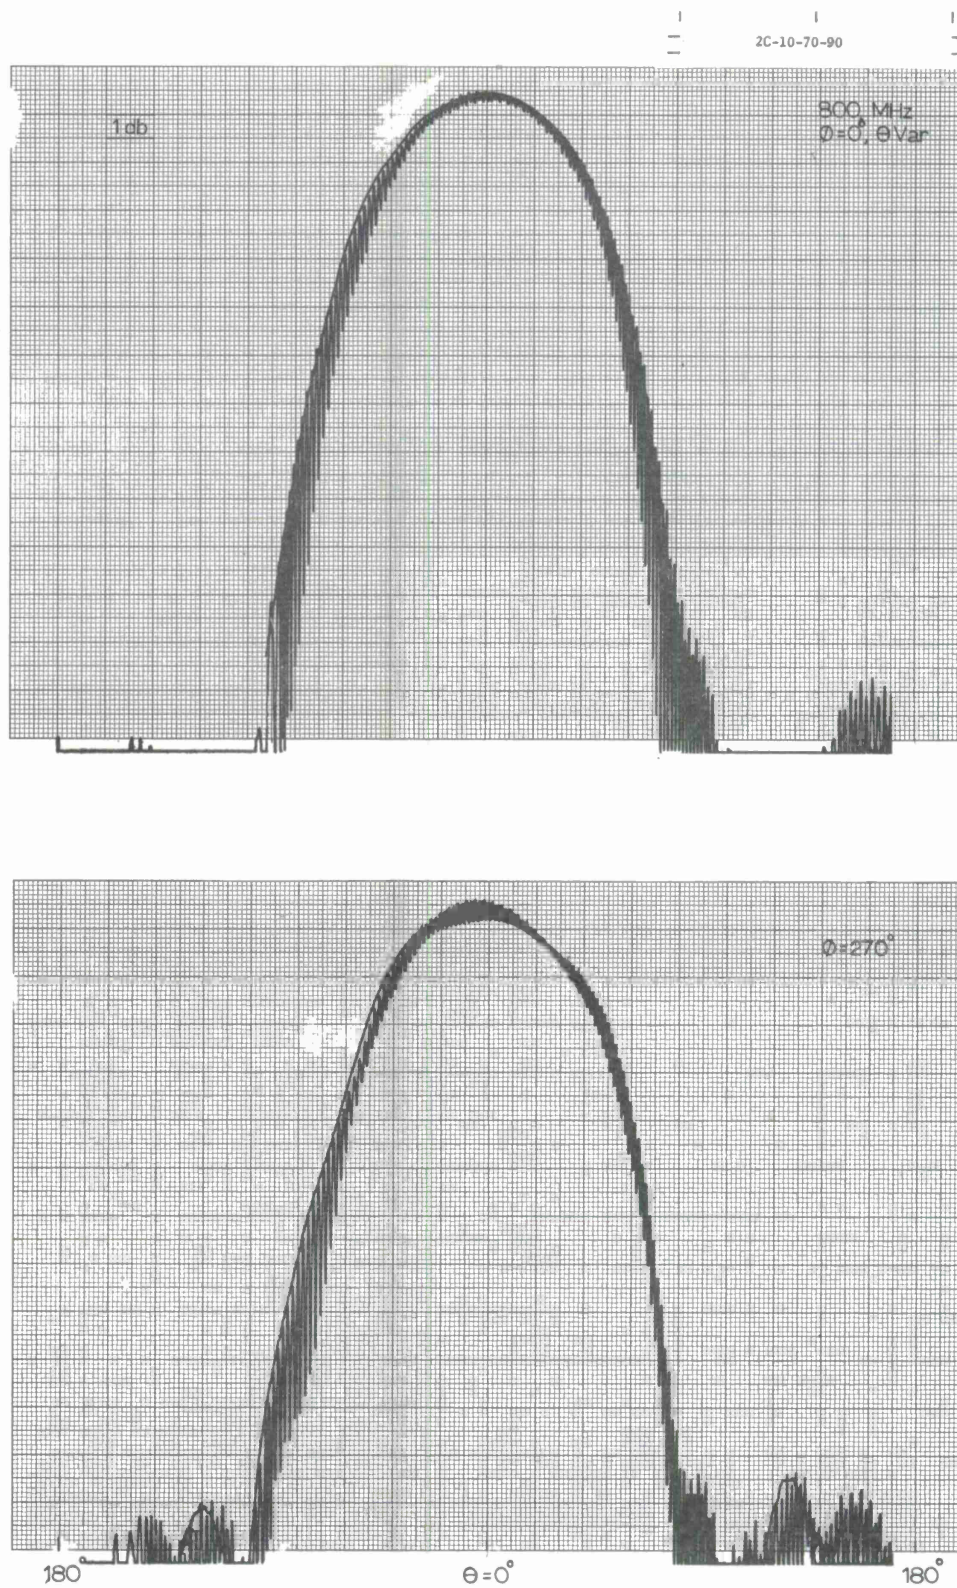 2C-10-70-90
1 db
800 MHz
Ø=0°, θ Var
Ø=270°
180° θ=0° 180°